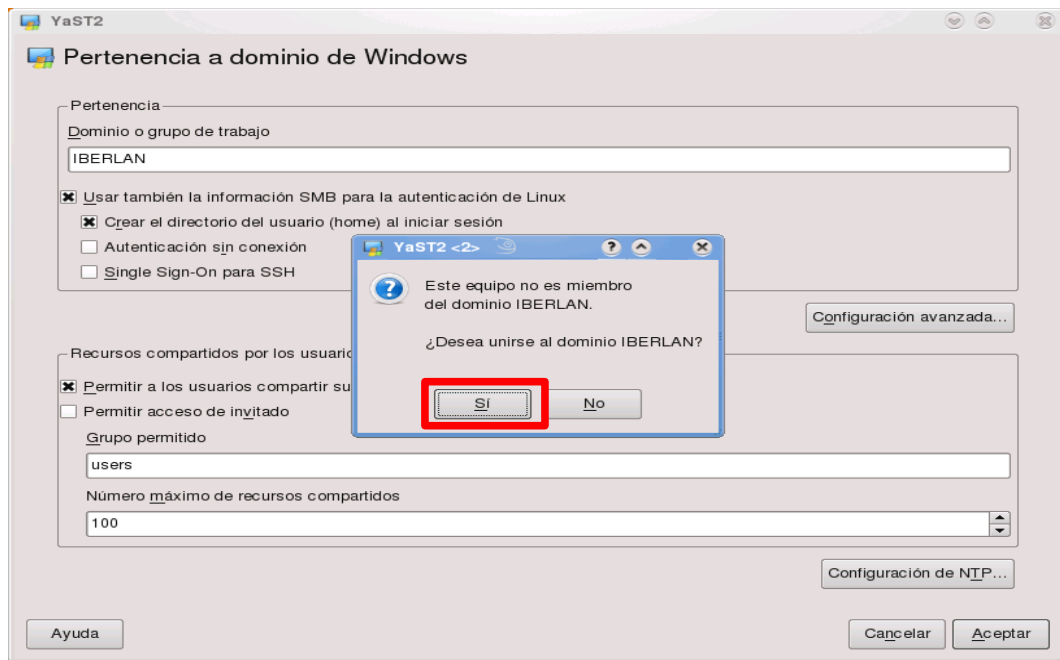 YaST2
Pertenencia a dominio de Windows
Pertenencia
Dominio o grupo de trabajo
IBERLAN
Usar también la información SMB para la autenticación de Linux
Crear el directorio del usuario (home) al iniciar sesión
Autenticación sin conexión
Single Sign-On para SSH
YaST2 <2>
Este equipo no es miembro
del dominio IBERLAN.
¿Desea unirse al dominio IBERLAN?
Sí
No
Configuración avanzada...
Recursos compartidos por los usuario
Permitir a los usuarios compartir su
Permitir acceso de invitado
Grupo permitido
users
Número máximo de recursos compartidos
100
Configuración de NTP...
Ayuda
Cancelar
Aceptar